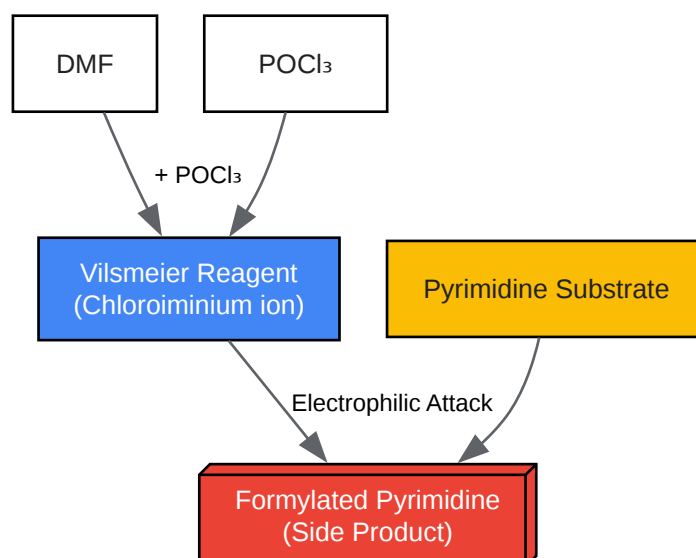 DMF
POCl₃
+ POCl₃
Vilsmeier Reagent
(Chloroiminium ion)
Pyrimidine Substrate
Electrophilic Attack
Formylated Pyrimidine
(Side Product)